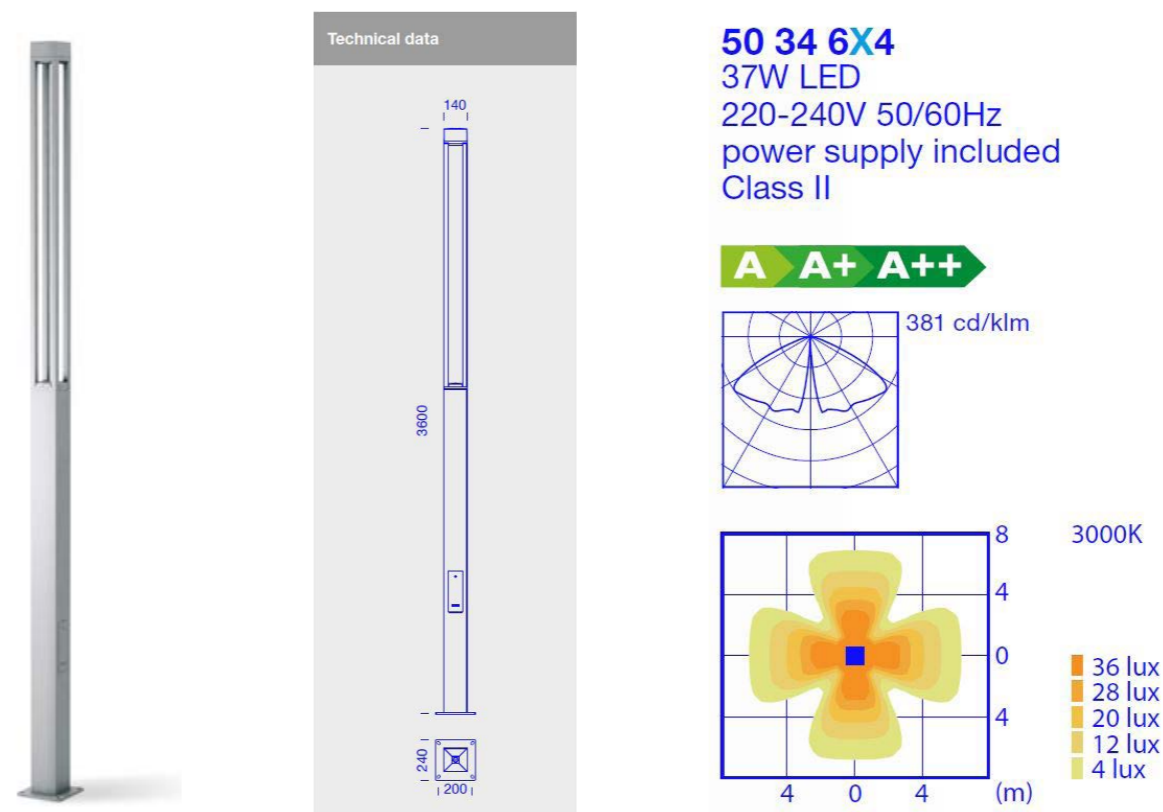 Technical data
140
3600
240
200
50 34 6X4
37W LED
220-240V 50/60Hz
power supply included
Class II
A A+ A++
381 cd/klm
8
4
0
4
4 0 4 (m)
3000K
36 lux
28 lux
20 lux
12 lux
4 lux